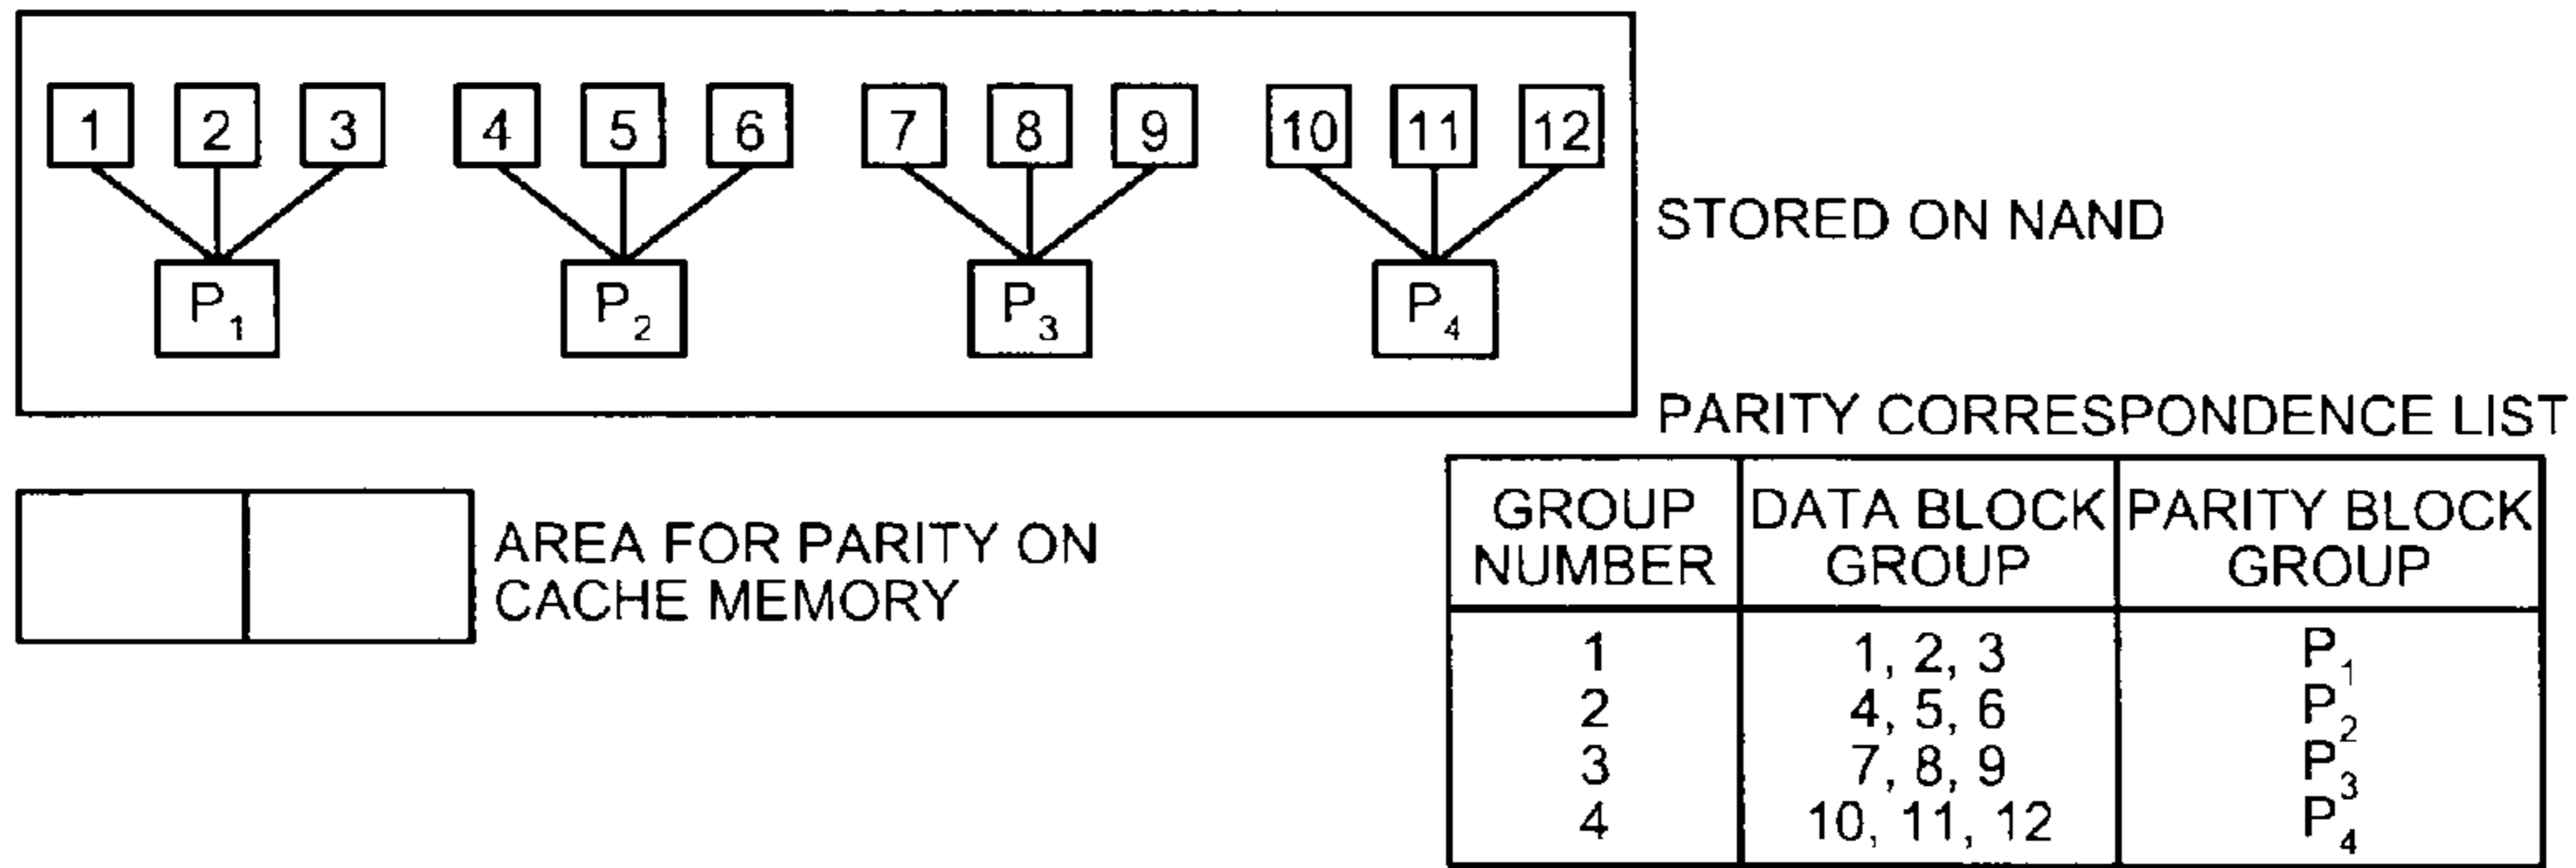 1 2 3 4 5 6 7 8 9 10 11 12
P1 P2 P3 P4
STORED ON NAND
PARITY CORRESPONDENCE LIST
AREA FOR PARITY ON
CACHE MEMORY
GROUP NUMBER DATA BLOCK GROUP PARITY BLOCK GROUP
1 1, 2, 3 P1
2 4, 5, 6 P2
3 7, 8, 9 P3
4 10, 11, 12 P4